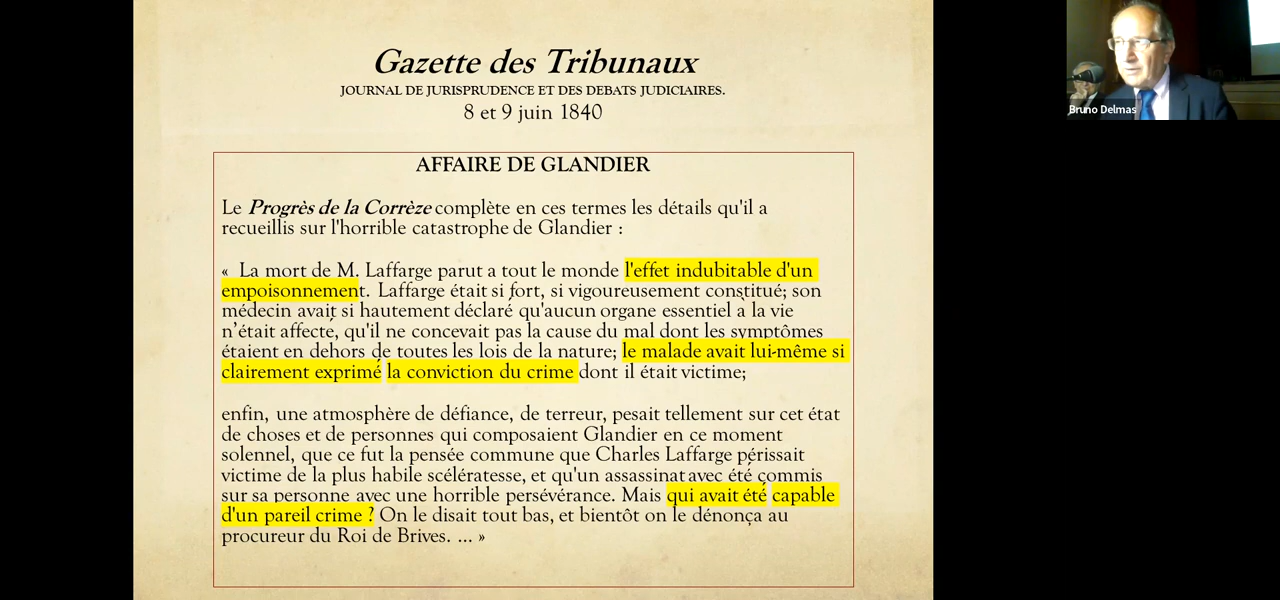 Gazette des Tribunaux
JOURNAL DE JURISPRUDENCE ET DES DEBATS JUDICIAIRES.
8 et 9 juin 1840
AFFAIRE DE GLANDIER
Le Progrès de la Corrèze complète en ces termes les détails qu'il a
recueillis sur l'horrible catastrophe de Glandier :
« La mort de M. Laffarge parut a tout le monde l'effet indubitable d'un
empoisonnement. Laffarge était si fort, si vigoureusement constitué; son
médecin avait si hautement déclaré qu'aucun organe essentiel à la vie
n'était affecté, qu'il ne concevait pas la cause du mal dont les symptômes
étaient en dehors de toutes les lois de la nature; le malade avait lui-même si
clairement exprimé la conviction du crime dont il était victime;
enfin, une atmosphère de défiance, de terreur, pesait tellement sur cet état
de choses et de personnes qui composaient Glandier en ce moment
solennel, que ce fut la pensée commune que Charles Laffarge périssait
victime de la plus habile scélératesse, et qu'un assassinat avec été commis
sur sa personne avec une horrible persévérance. Mais qui avait été capable
d'un pareil crime ? On le disait tout bas, et bientôt on le dénonça au
procureur du Roi de Brives. ... »
Bruno Delmas